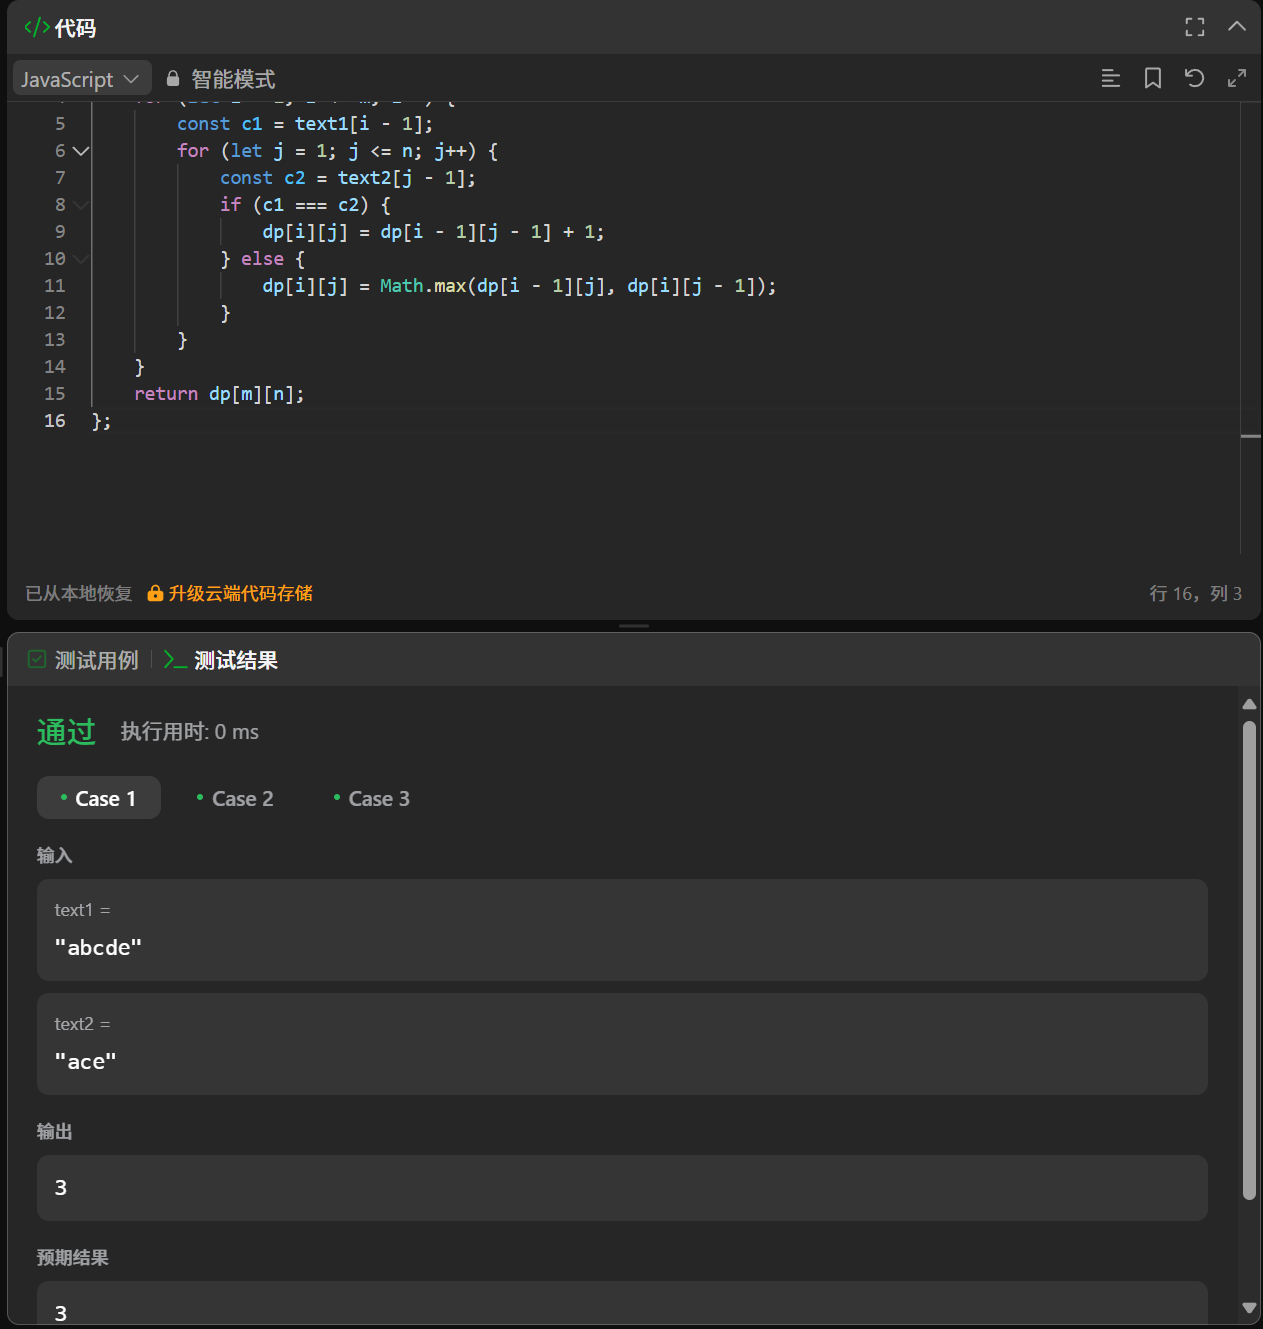 </> 代码
JavaScript 智能模式
5 const c1 = text1[i - 1];
6 for (let j = 1; j <= n; j++) {
7 const c2 = text2[j - 1];
8 if (c1 === c2) {
9 dp[i][j] = dp[i - 1][j - 1] + 1;
10 } else {
11 dp[i][j] = Math.max(dp[i - 1][j], dp[i][j - 1]);
12 }
13 }
14 }
15 return dp[m][n];
16 };
已从本地恢复 升级云端代码存储 行 16，列 3
测试用例 | >_ 测试结果
通过 执行用时: 0 ms
• Case 1 • Case 2 • Case 3
输入
text1 =
"abcde"
text2 =
"ace"
输出
3
预期结果
3